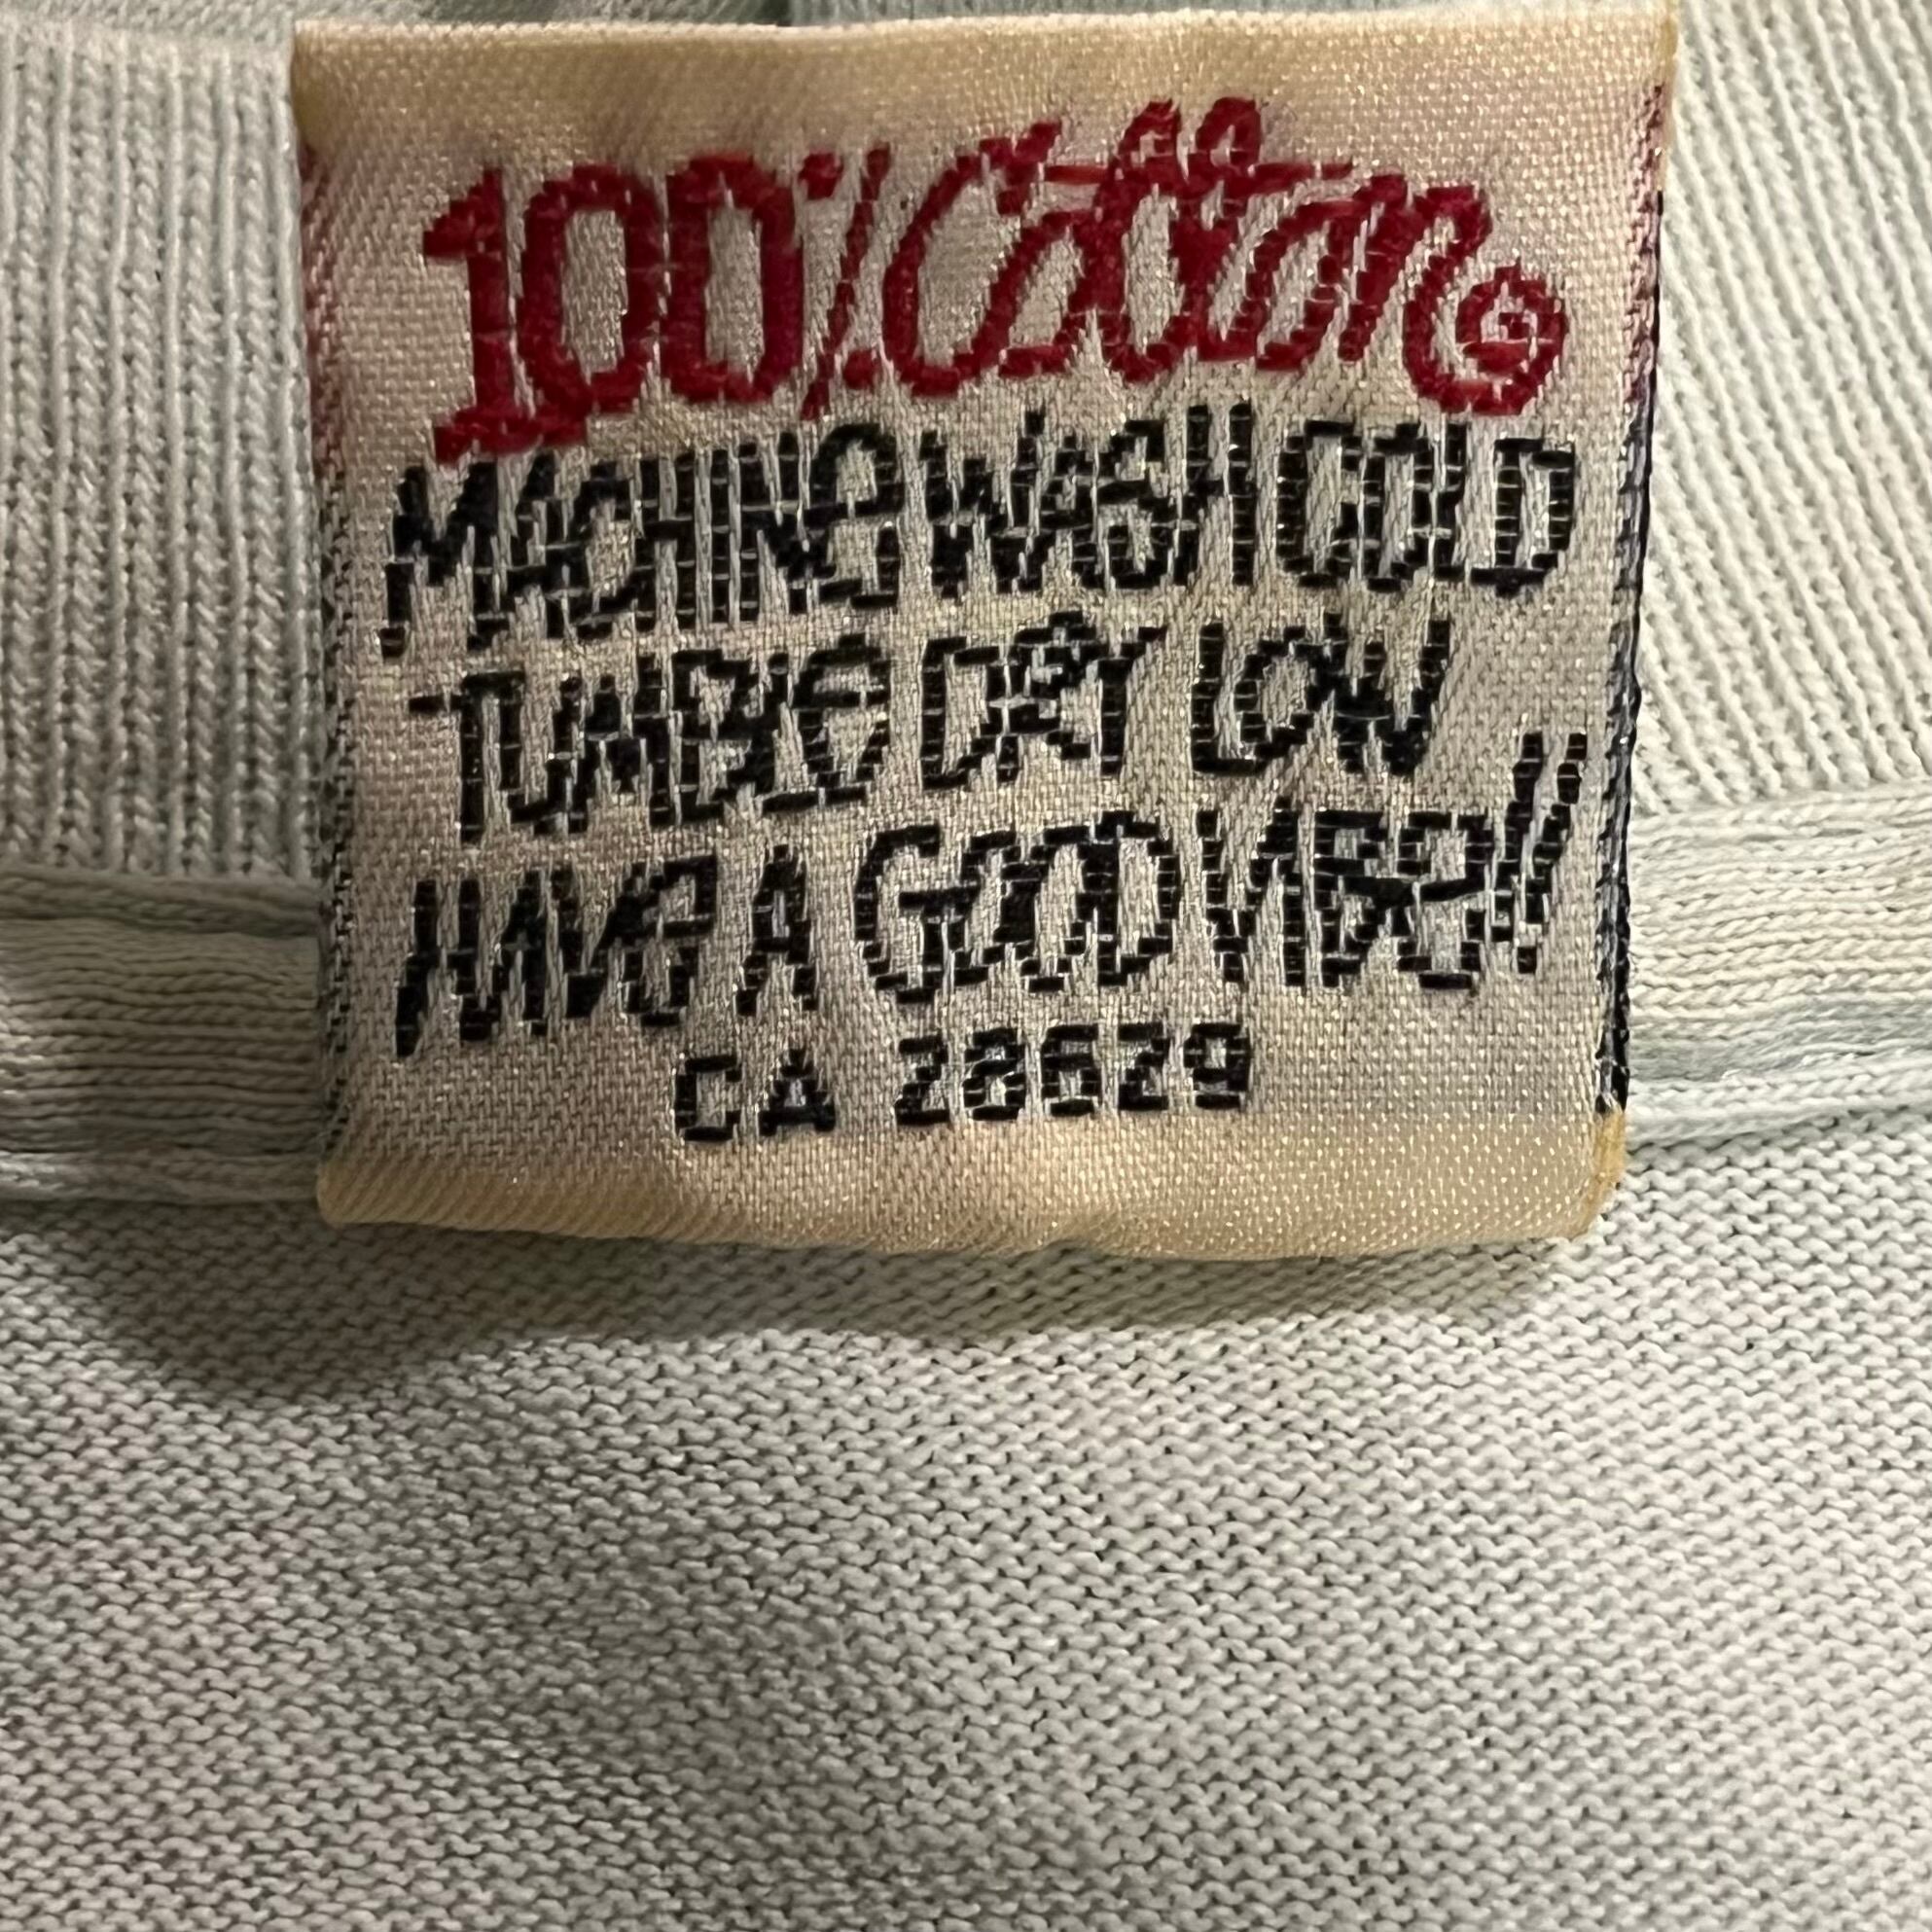 100% Cotton
MACHINE WASH COLD
TUMBLE DRY LOW
HAVE A GOOD VIBE!!
CA 28629